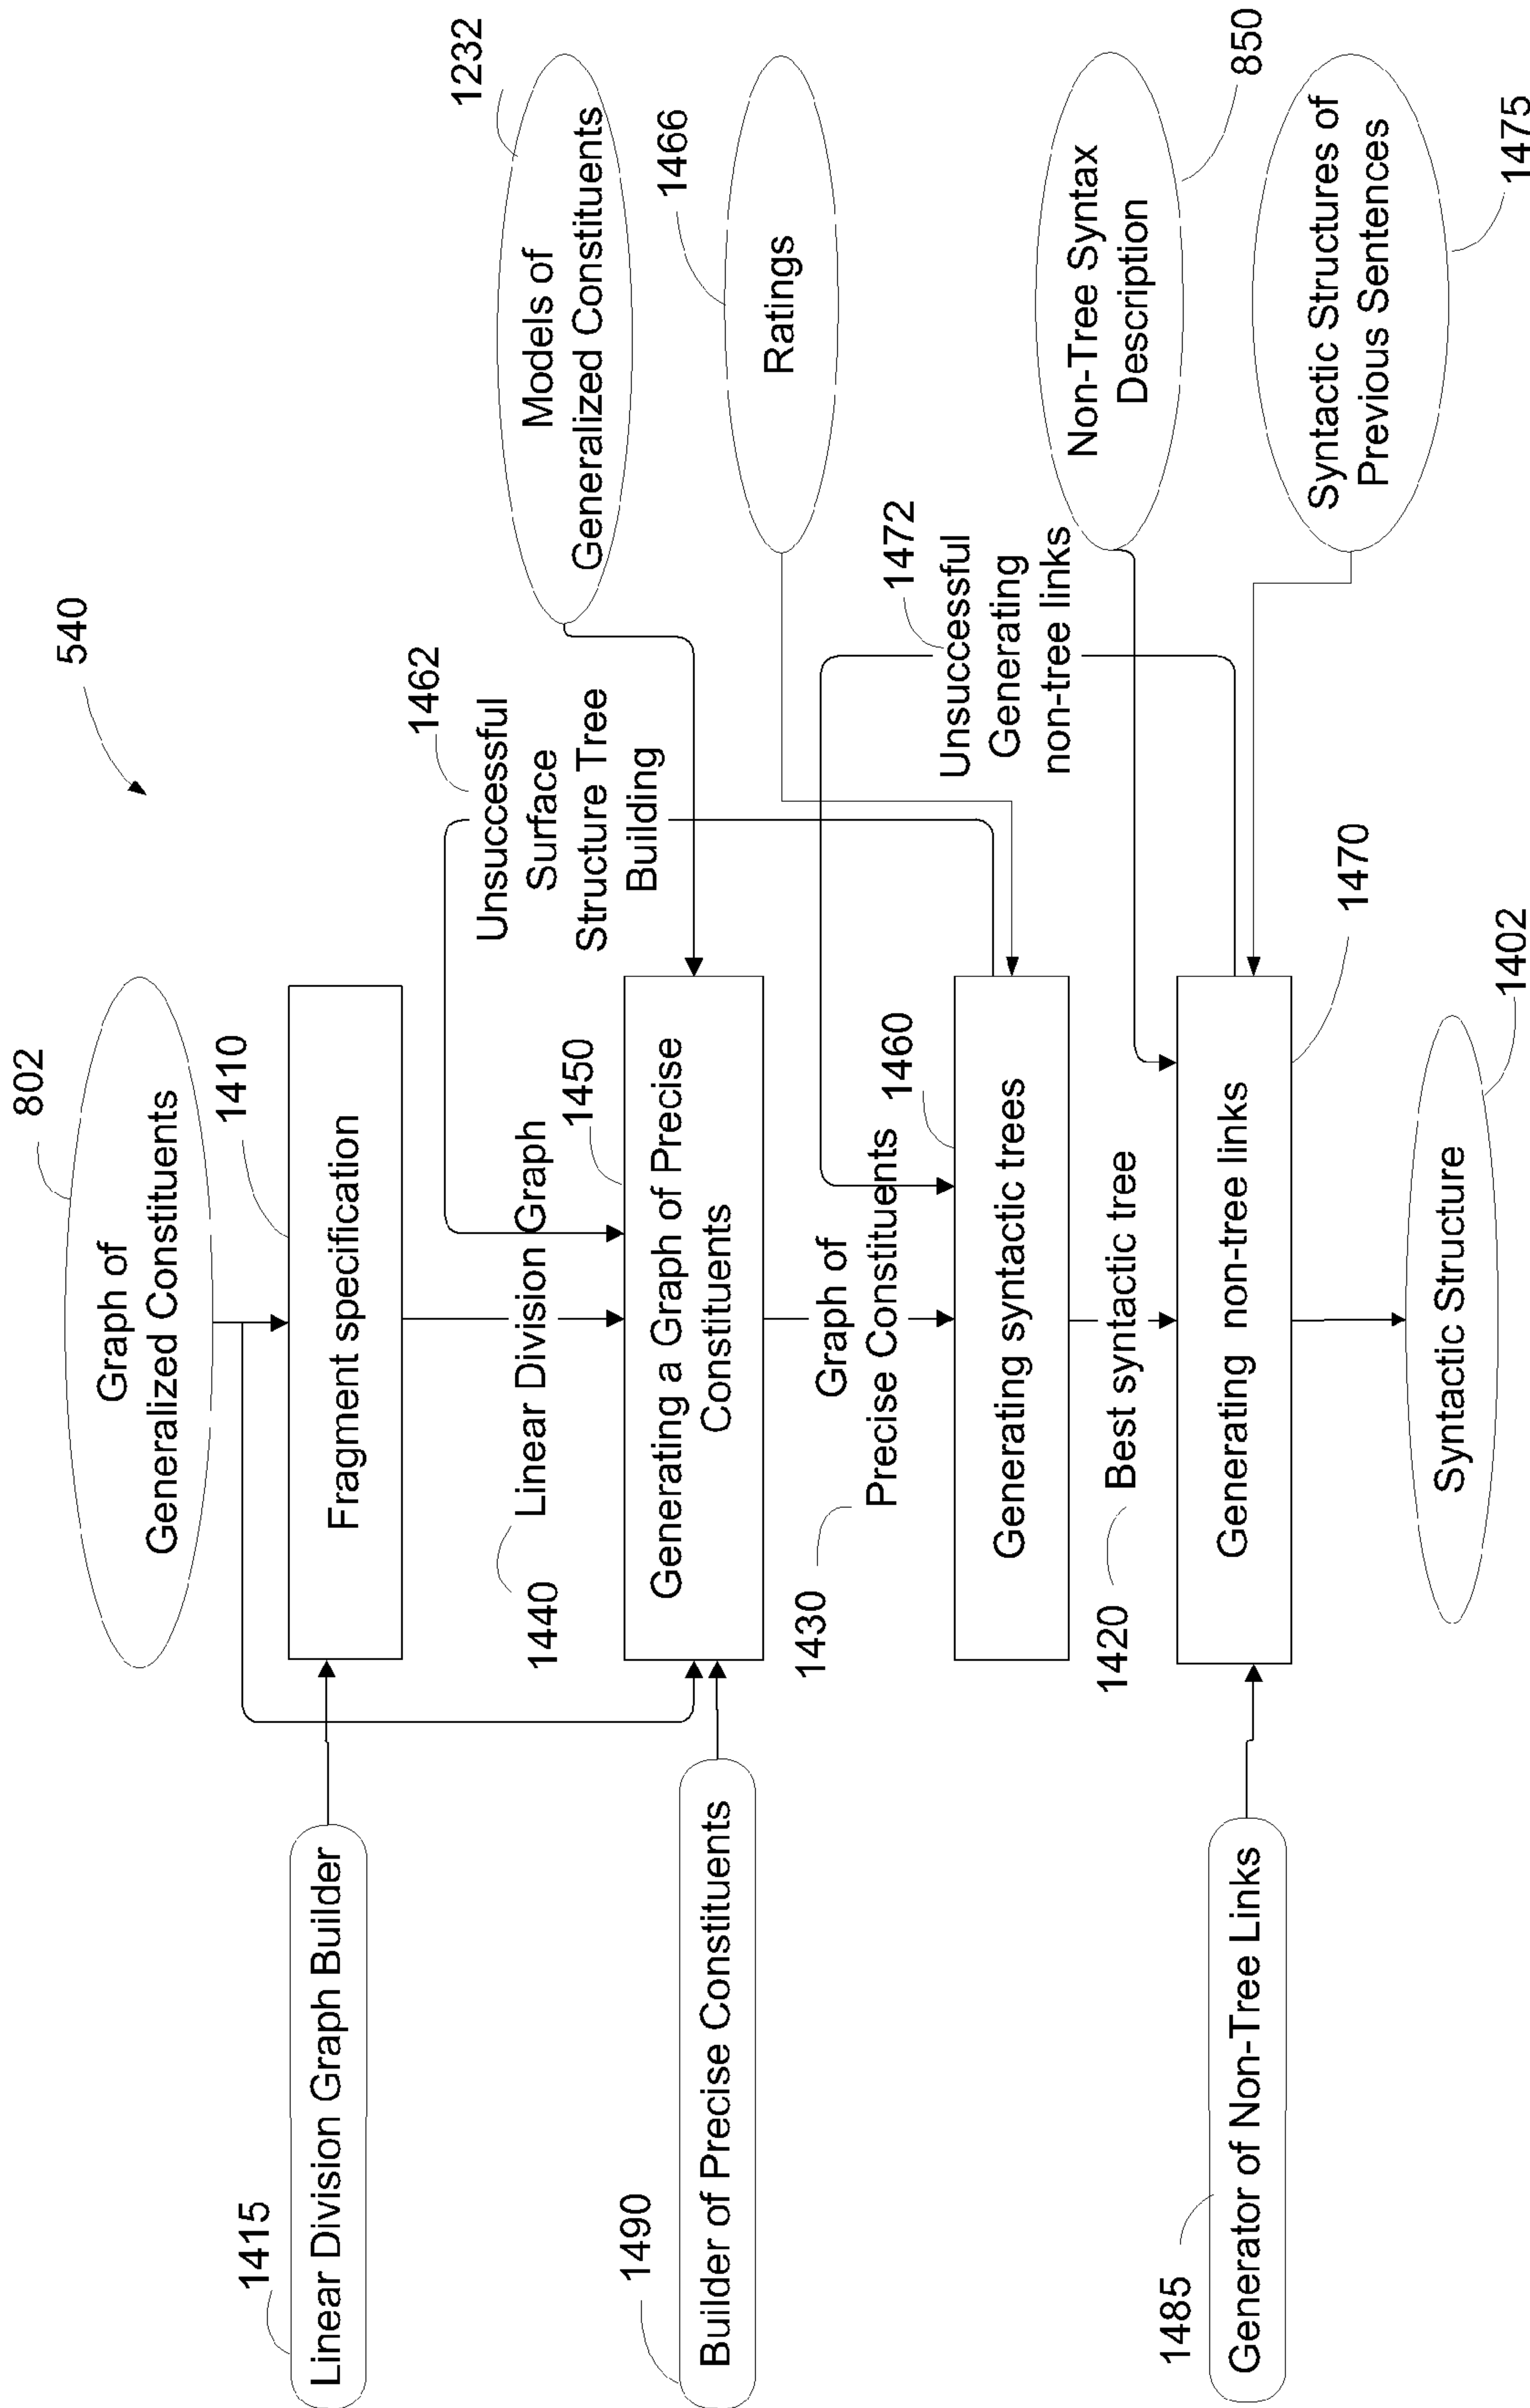 540
802
Graph of
Generalized Constituents
1410
Fragment specification
1415
Linear Division Graph Builder
1440
Linear Division Graph
1462
Unsuccessful
Surface
Structure Tree
Building
1232
Models of
Generalized Constituents
1450
Generating a Graph of Precise
Constituents
1490
Builder of Precise Constituents
1466
Ratings
1430
Graph of
Precise Constituents
1460
Generating syntactic trees
1472
Unsuccessful
Generating
non-tree links
850
Non-Tree Syntax
Description
1420
Best syntactic tree
1470
Generating non-tree links
1485
Generator of Non-Tree Links
Syntactic Structures of
Previous Sentences
1475
1402
Syntactic Structure